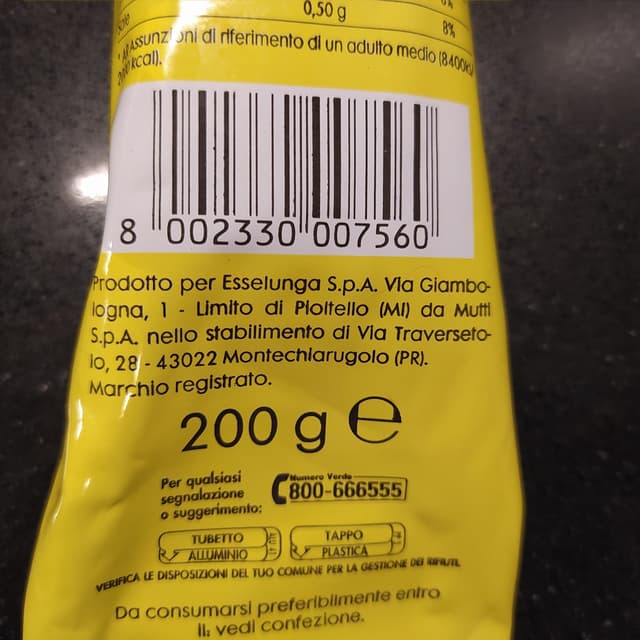 Sale 0,50 g 8%
Assunzioni di riferimento di un adulto medio (8400kJ/
2000 kcal).
8 002330 007560
Prodotto per Esselunga S.p.A. Via Giambo-
logna, 1 - Limito di Pioltello (MI) da Mutti
S.p.A. nello stabilimento di Via Traverseto-
lo, 28 - 43022 Montechiarugolo (PR).
Marchio registrato.
200 g e
Per qualsiasi
segnalazione
o suggerimento:
Numero Verde
800-666555
TUBETTO
ALLUMINIO
TAPPO
PLASTICA
VERIFICA LE DISPOSIZIONI DEL TUO COMUNE PER LA GESTIONE DEI RIFIUTI.
Da consumarsi preferibilmente entro
il: vedi confezione.